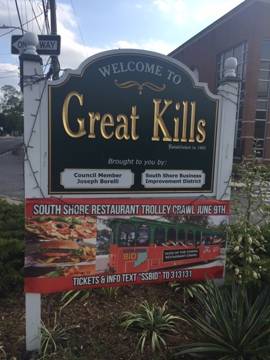 ONE WAY
WELCOME TO
Great Kills
Brought to you by:
Council Member
Joseph Borelli
South Shore Business
Improvement District
SOUTH SHORE RESTAURANT TROLLEY CRAWL JUNE 9TH
BID
TICKETS & INFO TEXT "SSBID" TO 313131